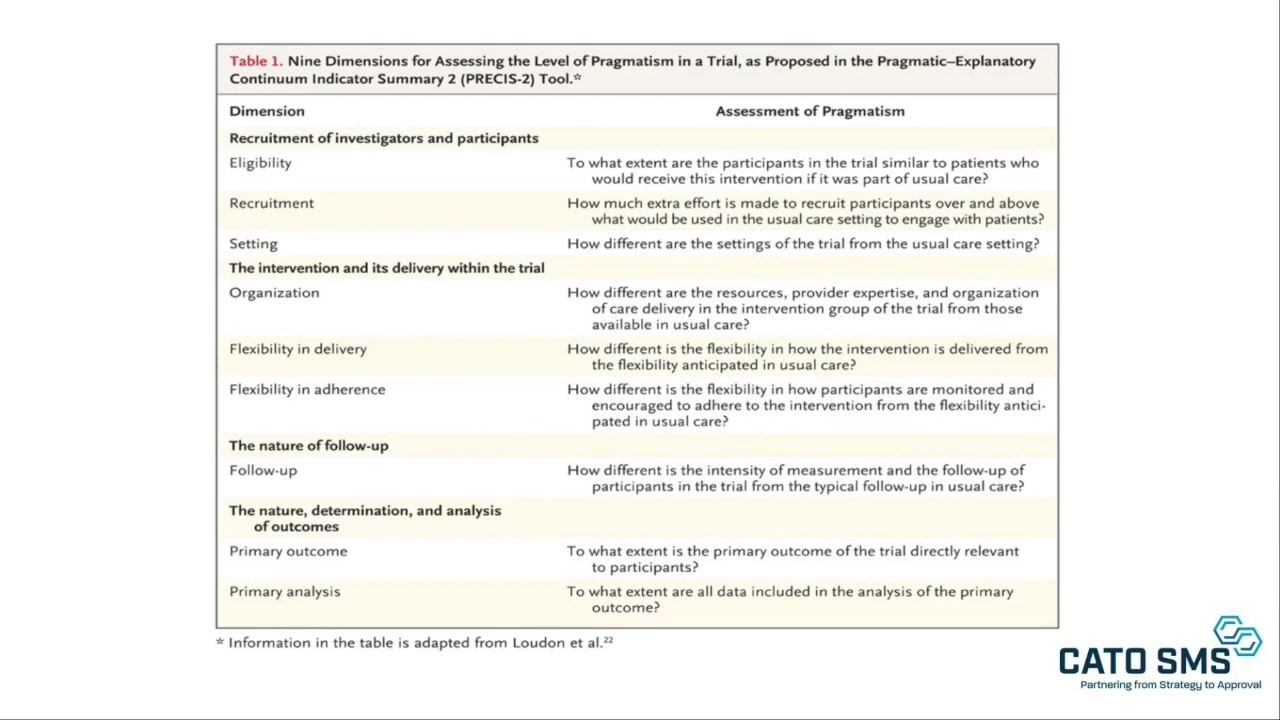 Table 1. Nine Dimensions for Assessing the Level of Pragmatism in a Trial, as Proposed in the Pragmatic–Explanatory
Continuum Indicator Summary 2 (PRECIS-2) Tool.*
Dimension Assessment of Pragmatism
Recruitment of investigators and participants
Eligibility To what extent are the participants in the trial similar to patients who
would receive this intervention if it was part of usual care?
Recruitment How much extra effort is made to recruit participants over and above
what would be used in the usual care setting to engage with patients?
Setting How different are the settings of the trial from the usual care setting?
The intervention and its delivery within the trial
Organization How different are the resources, provider expertise, and organization
of care delivery in the intervention group of the trial from those
available in usual care?
Flexibility in delivery How different is the flexibility in how the intervention is delivered from
the flexibility anticipated in usual care?
Flexibility in adherence How different is the flexibility in how participants are monitored and
encouraged to adhere to the intervention from the flexibility antici-
pated in usual care?
The nature of follow-up
Follow-up How different is the intensity of measurement and the follow-up of
participants in the trial from the typical follow-up in usual care?
The nature, determination, and analysis
of outcomes
Primary outcome To what extent is the primary outcome of the trial directly relevant
to participants?
Primary analysis To what extent are all data included in the analysis of the primary
outcome?
* Information in the table is adapted from Loudon et al.22
CATO SMS
Partnering from Strategy to Approval